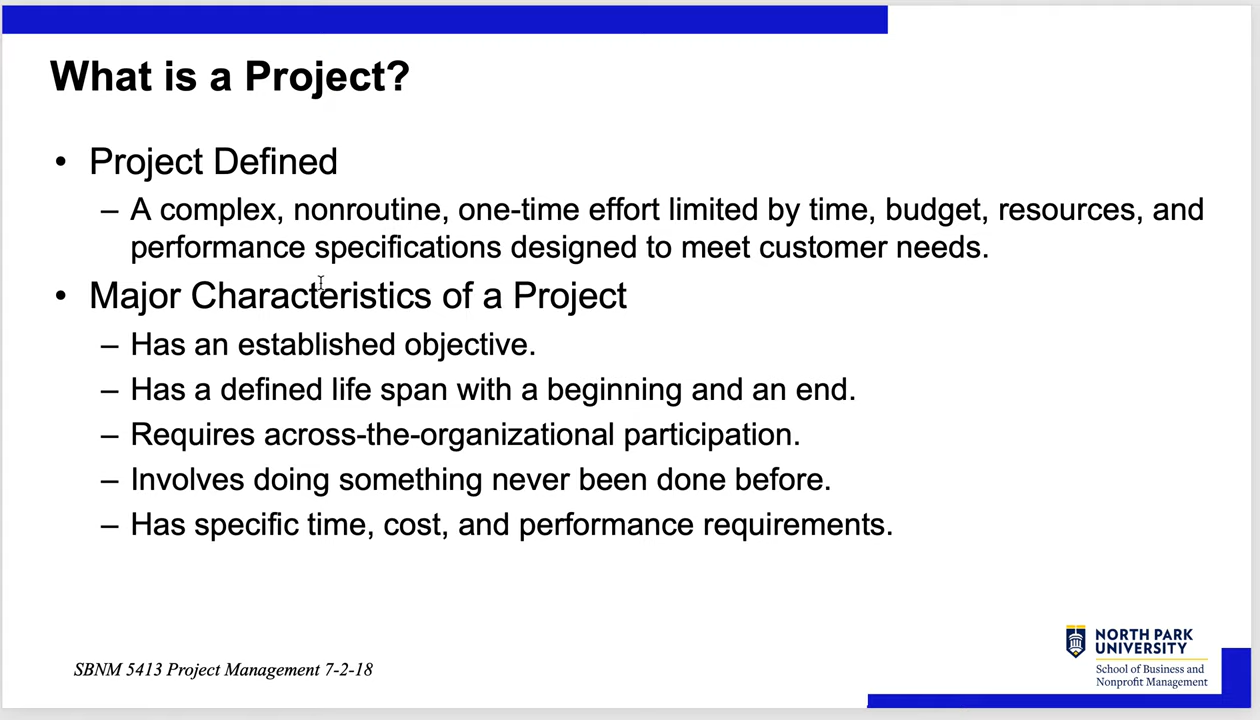 What is a Project?
• Project Defined
– A complex, nonroutine, one-time effort limited by time, budget, resources, and
performance specifications designed to meet customer needs.
• Major Characteristics of a Project
– Has an established objective.
– Has a defined life span with a beginning and an end.
– Requires across-the-organizational participation.
– Involves doing something never been done before.
– Has specific time, cost, and performance requirements.
SBNM 5413 Project Management 7-2-18
NORTH PARK
UNIVERSITY
School of Business and
Nonprofit Management